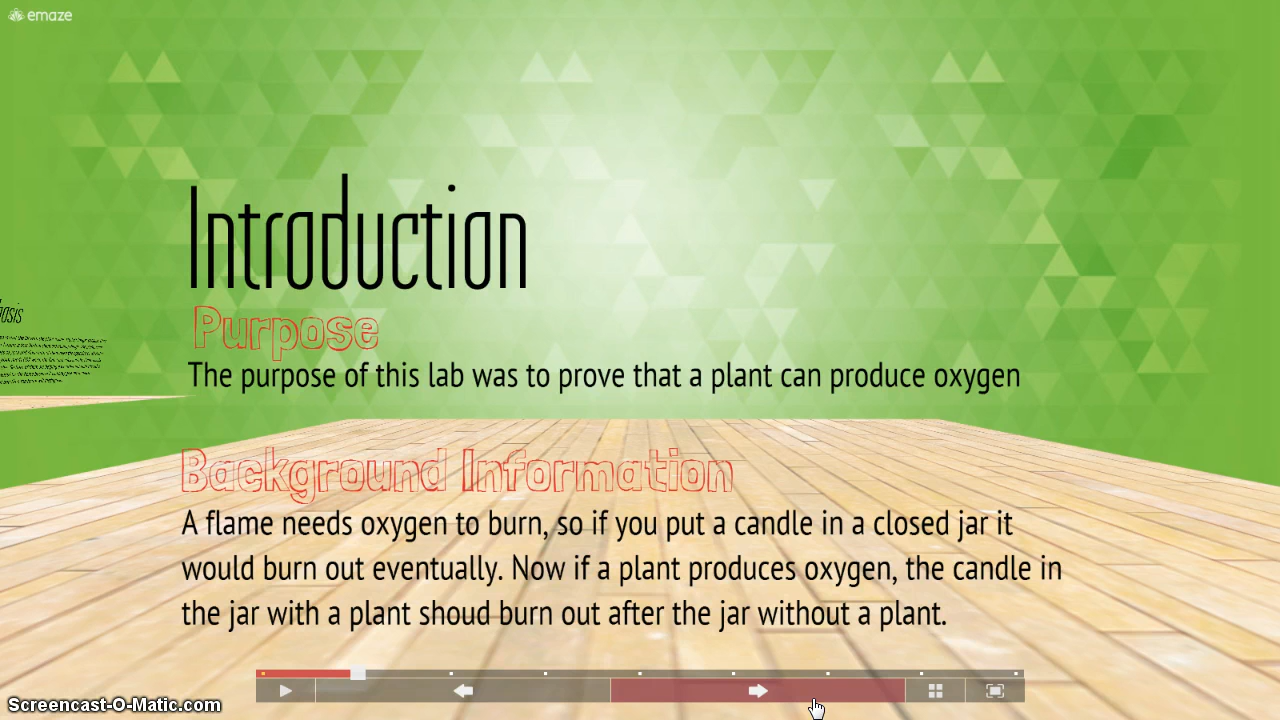 emaze
Introduction
Purpose
The purpose of this lab was to prove that a plant can produce oxygen
Background Information
A flame needs oxygen to burn, so if you put a candle in a closed jar it
would burn out eventually. Now if a plant produces oxygen, the candle in
the jar with a plant shoud burn out after the jar without a plant.
Screencast-O-Matic.com